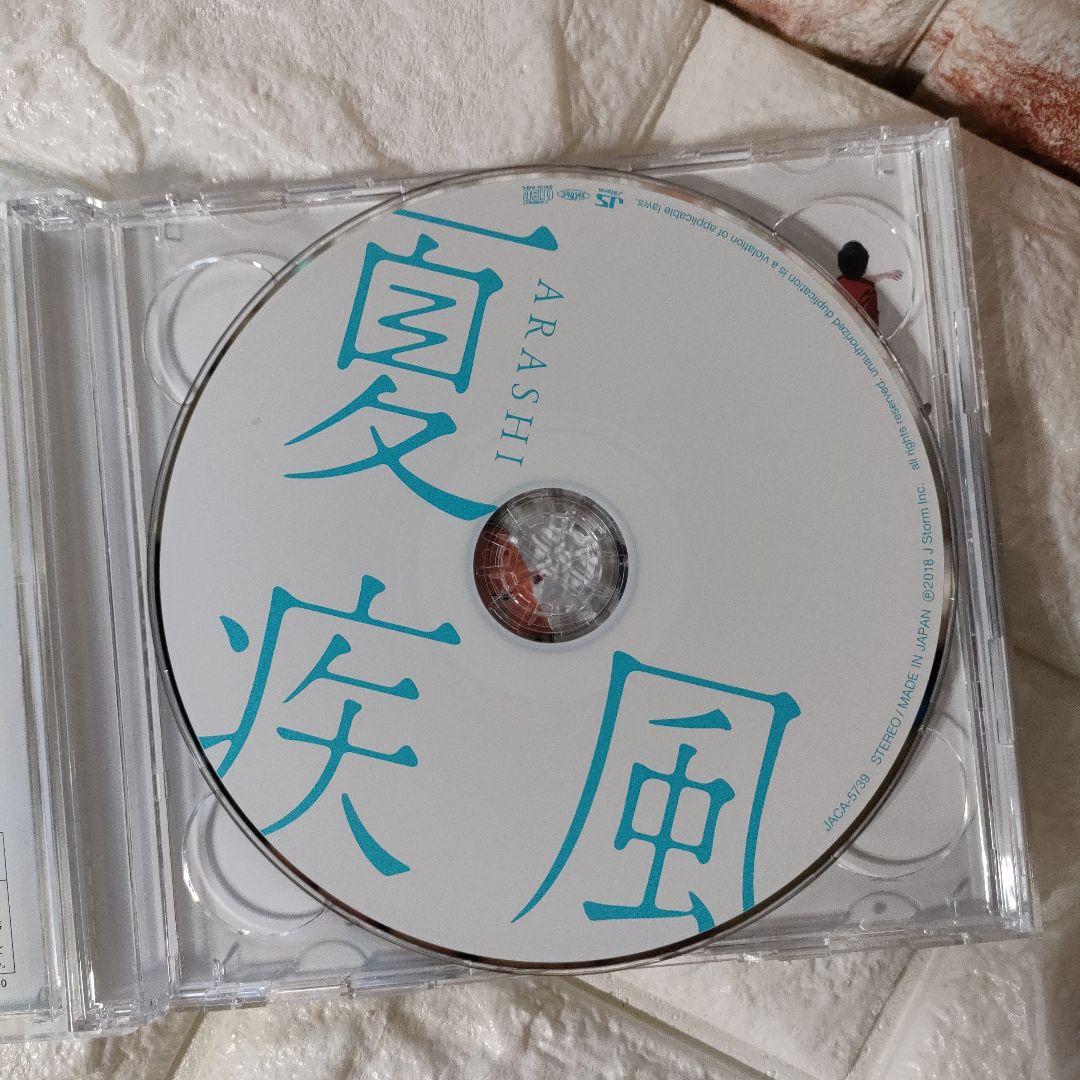 夏疾風
ARASHI
JACA-5739 STEREO / MADE IN JAPAN ℗2018 J Storm Inc. all rights reserved. unauthorized duplication is a violation of applicable laws.
J Storm